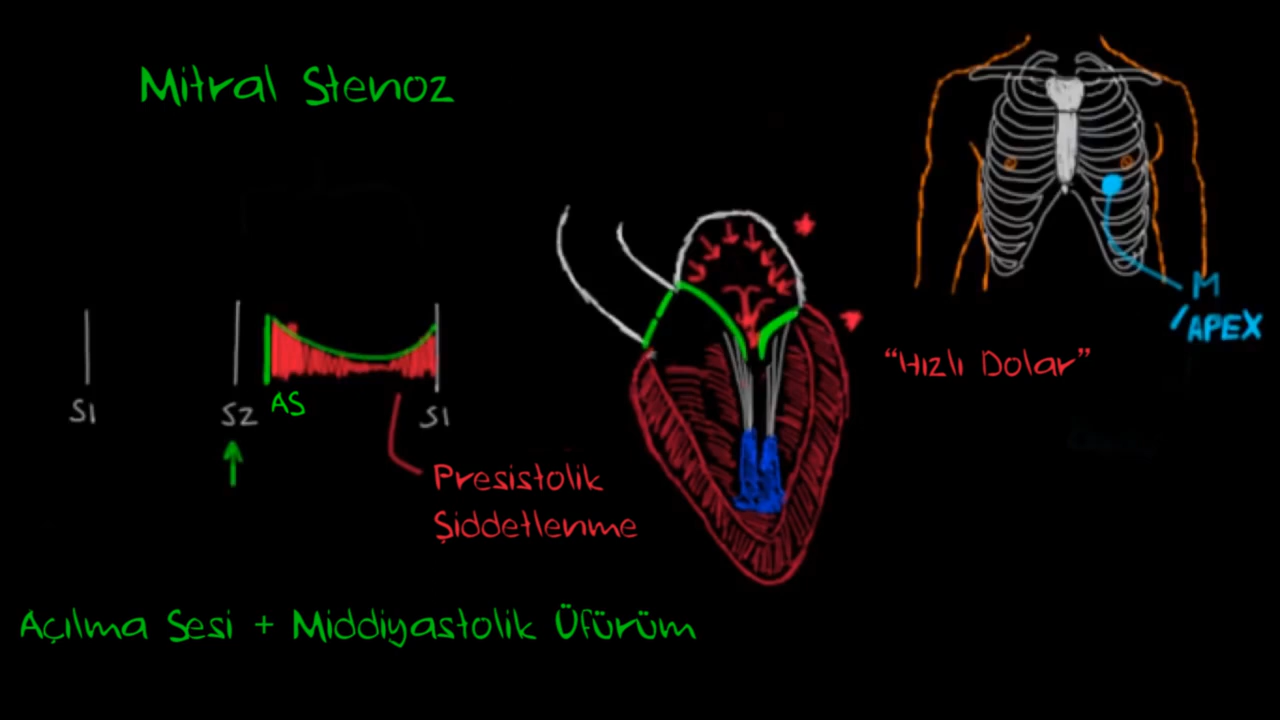 Mitral Stenoz
M
APEX
"Hızlı Dolar"
S1
S2
AS
S1
Presistolik
Şiddetlenme
Açılma Sesi + Middiyastolik Üfürüm